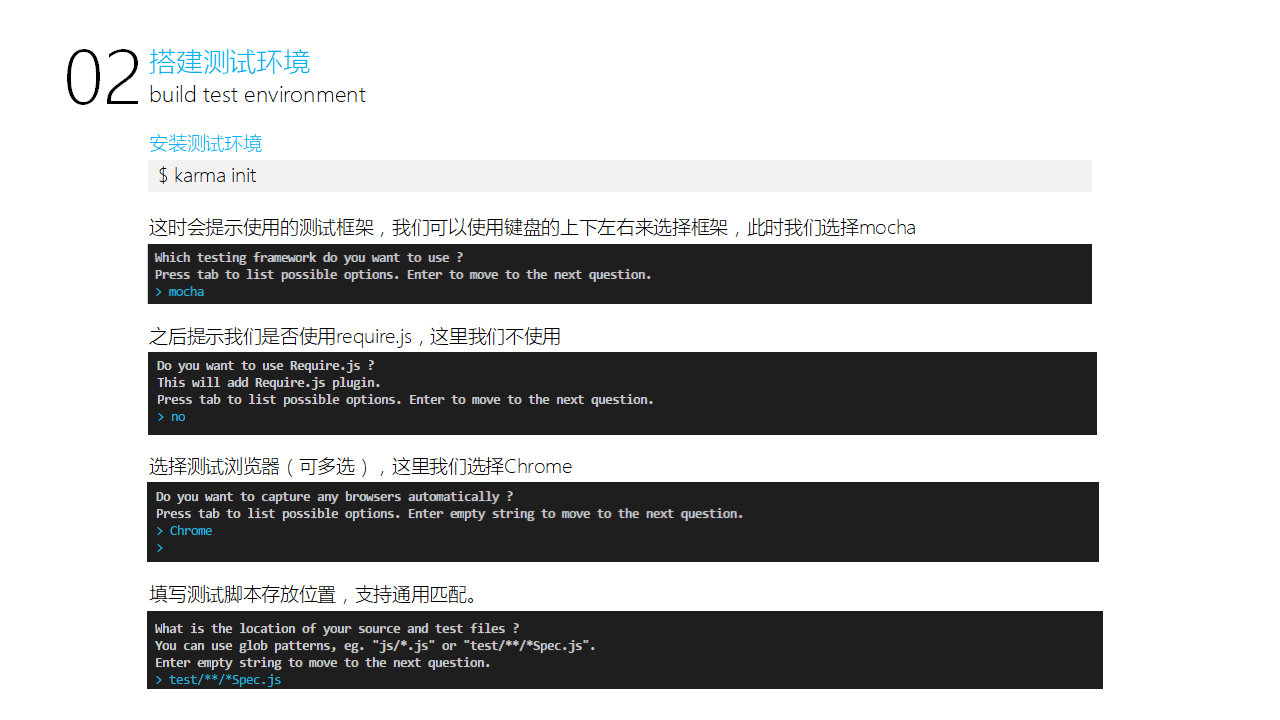 02
搭建测试环境
build test environment
安装测试环境
$ karma init
这时会提示使用的测试框架，我们可以使用键盘的上下左右来选择框架，此时我们选择mocha
Which testing framework do you want to use ?
Press tab to list possible options. Enter to move to the next question.
> mocha
之后提示我们是否使用require.js，这里我们不使用
Do you want to use Require.js ?
This will add Require.js plugin.
Press tab to list possible options. Enter to move to the next question.
> no
选择测试浏览器（可多选），这里我们选择Chrome
Do you want to capture any browsers automatically ?
Press tab to list possible options. Enter empty string to move to the next question.
> Chrome
>
填写测试脚本存放位置，支持通用匹配。
What is the location of your source and test files ?
You can use glob patterns, eg. "js/*.js" or "test/**/*Spec.js".
Enter empty string to move to the next question.
> test/**/*Spec.js